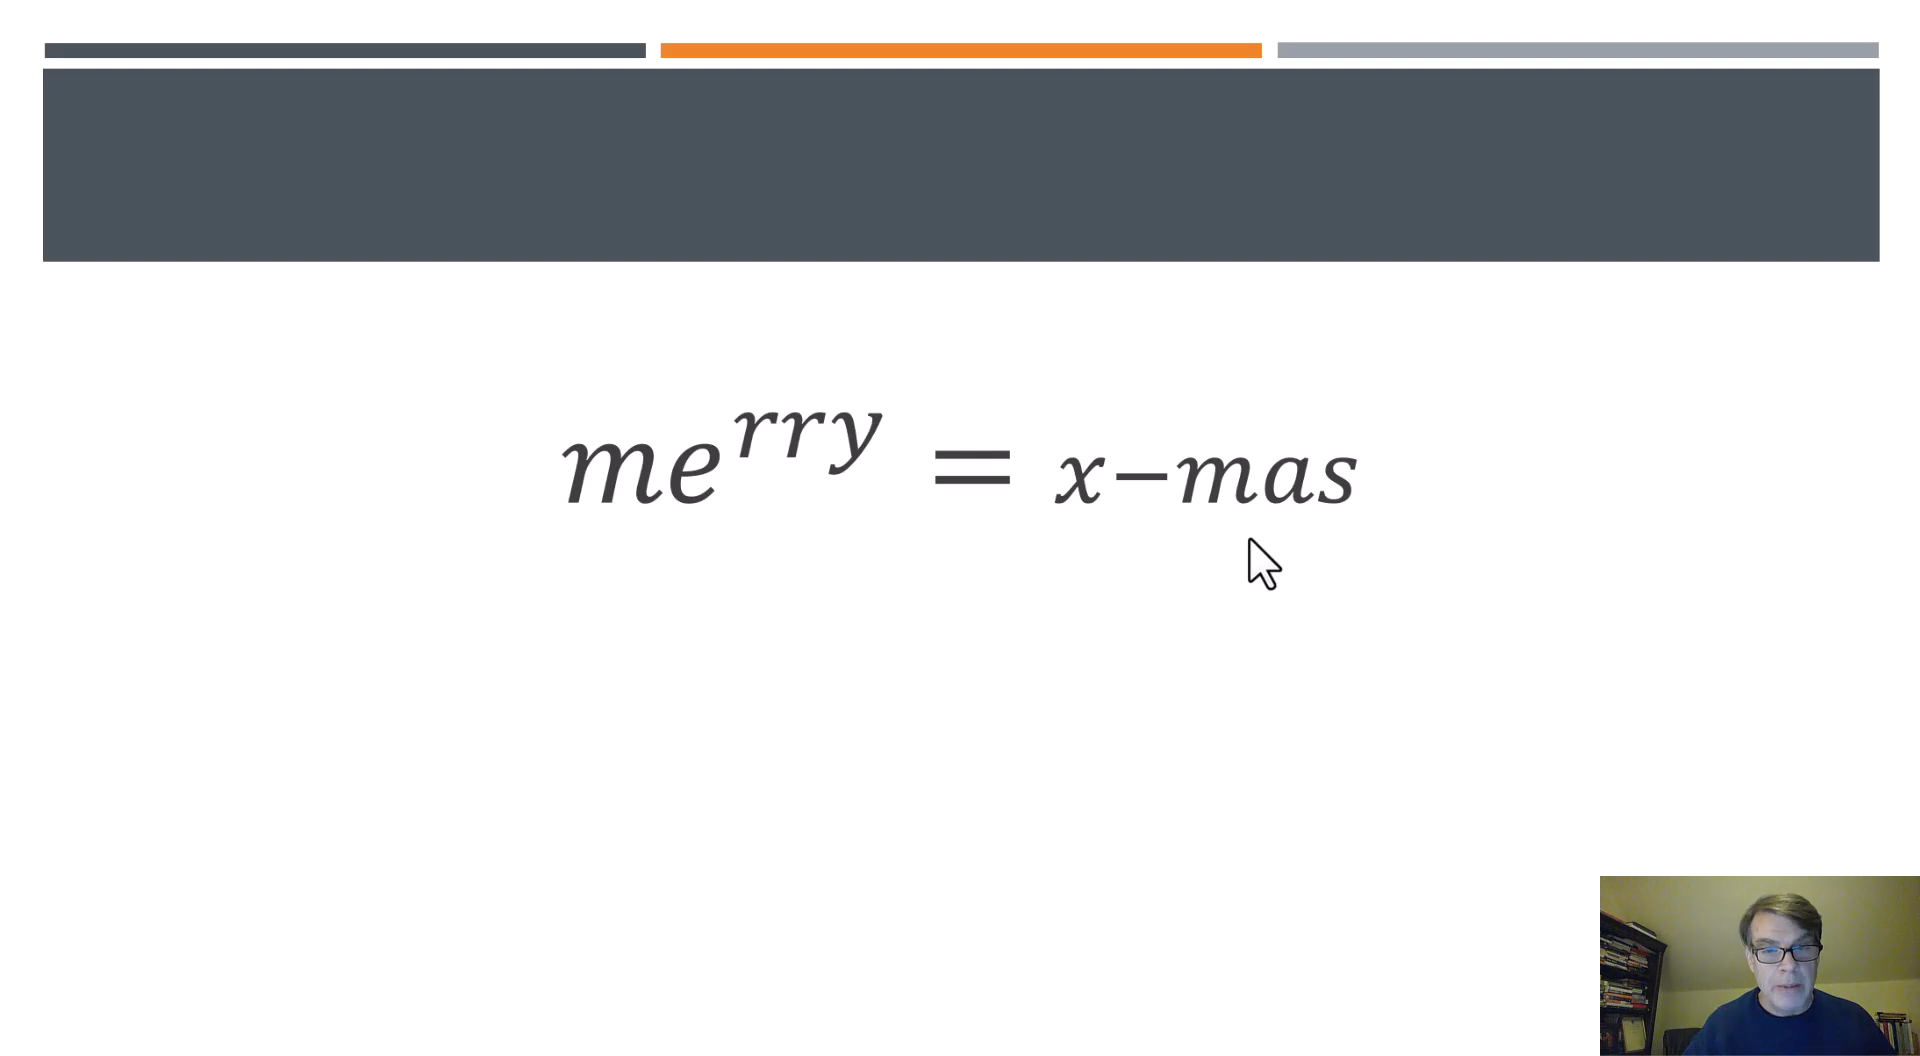 me^{rry} = x-mas